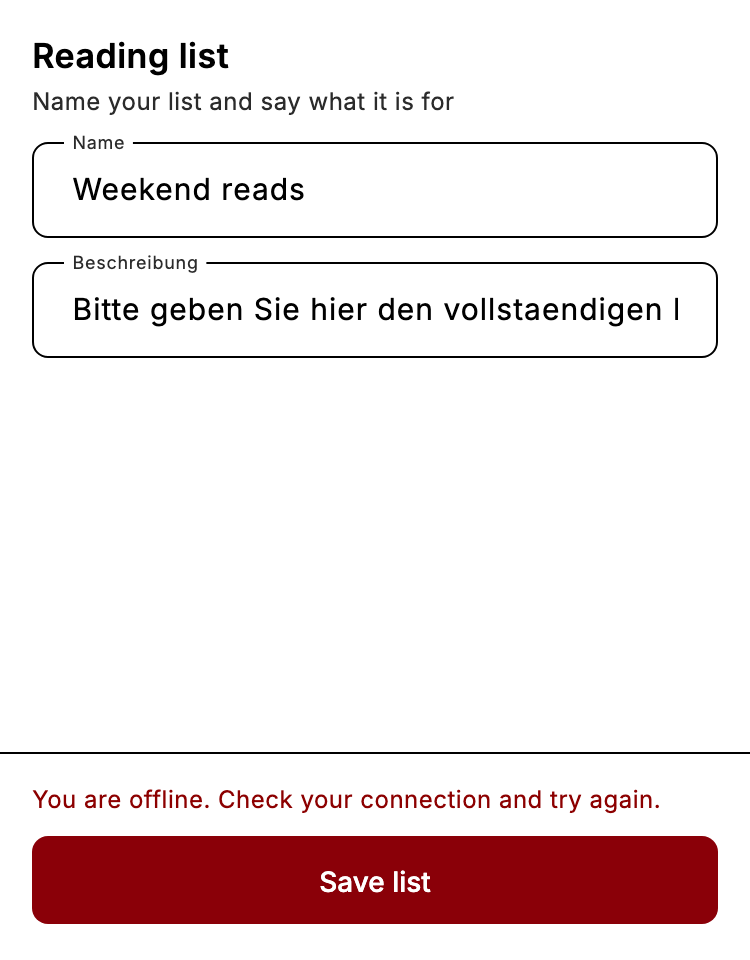 Reading list
Name your list and say what it is for
Name
Weekend reads
Beschreibung
Bitte geben Sie hier den vollstaendigen
You are offline. Check your connection and try again.
Save list